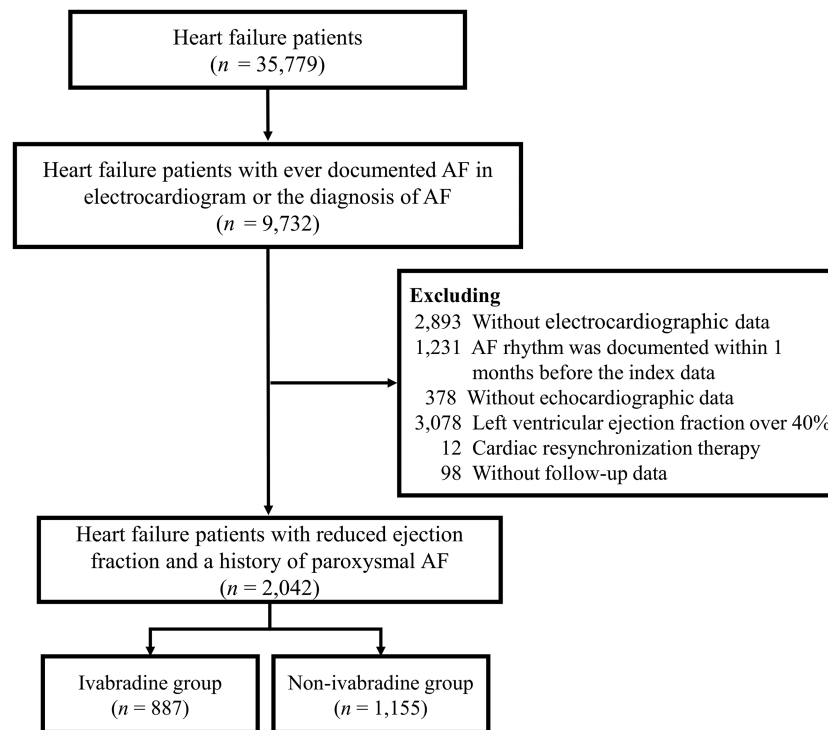 Heart failure patients
(n = 35,779)
Heart failure patients with ever documented AF in
electrocardiogram or the diagnosis of AF
(n = 9,732)
Excluding
2,893 Without electrocardiographic data
1,231 AF rhythm was documented within 1
months before the index data
378 Without echocardiographic data
3,078 Left ventricular ejection fraction over 40%
12 Cardiac resynchronization therapy
98 Without follow-up data
Heart failure patients with reduced ejection
fraction and a history of paroxysmal AF
(n = 2,042)
Ivabradine group
(n = 887)
Non-ivabradine group
(n = 1,155)